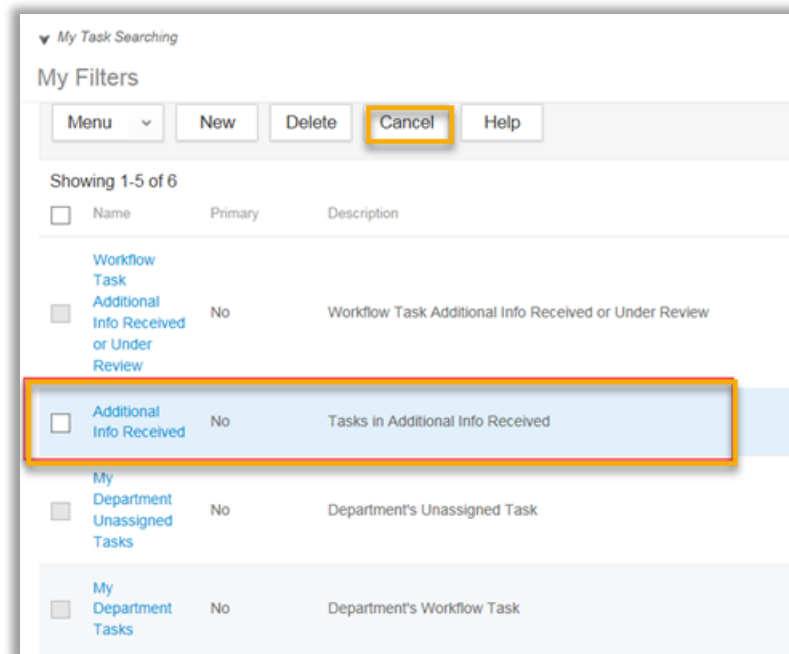 My Task Searching
My Filters
Menu New Delete Cancel Help
Showing 1-5 of 6
Name Primary Description
Workflow
Task
Additional
Info Received
or Under
Review
No
Workflow Task Additional Info Received or Under Review
Additional
Info Received
No
Tasks in Additional Info Received
My
Department
Unassigned
Tasks
No
Department's Unassigned Task
My
Department
Tasks
No
Department's Workflow Task